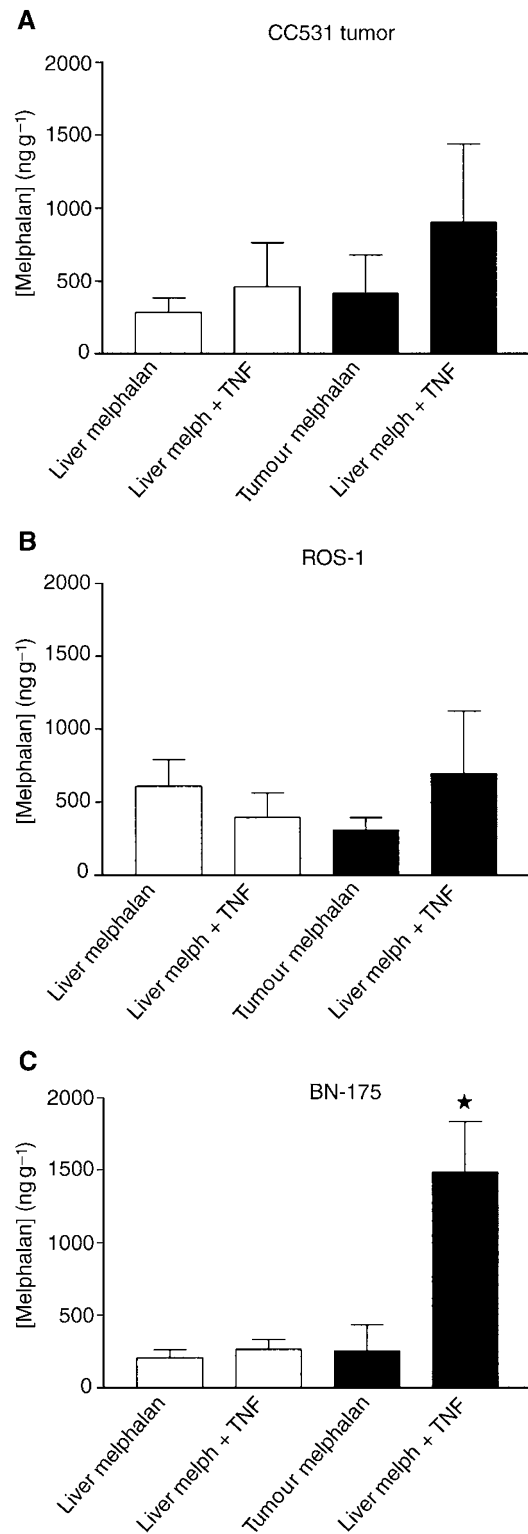 A
CC531 tumor
[Melphalan] (ng g⁻¹)
2000
1500
1000
500
0
Liver melphalan
Liver melph + TNF
Tumour melphalan
Liver melph + TNF
B
ROS-1
[Melphalan] (ng g⁻¹)
2000
1500
1000
500
0
Liver melphalan
Liver melph + TNF
Tumour melphalan
Liver melph + TNF
C
BN-175
★
[Melphalan] (ng g⁻¹)
2000
1500
1000
500
0
Liver melphalan
Liver melph + TNF
Tumour melphalan
Liver melph + TNF